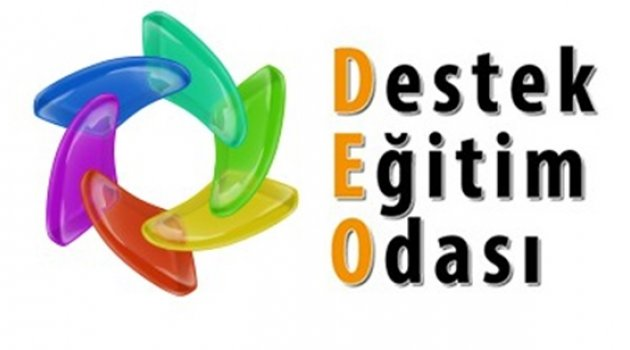 Destek
Eğitim
Odası